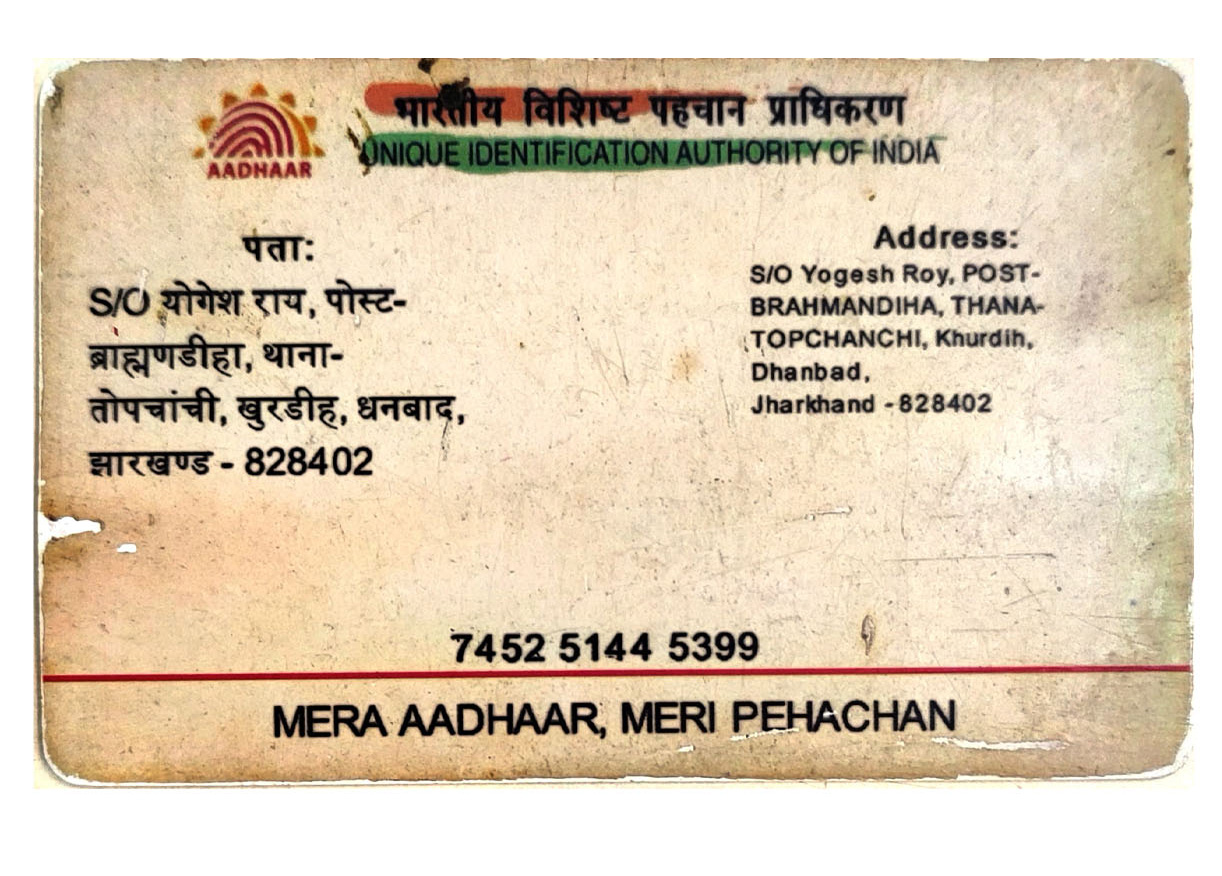 भारतीय विशिष्ट पहचान प्राधिकरण
UNIQUE IDENTIFICATION AUTHORITY OF INDIA
AADHAAR
पता:
S/O योगेश राय, पोस्ट-
ब्राह्मणडीहा, थाना-
तोपचांची, खुरडीह, धनबाद,
झारखण्ड - 828402
Address:
S/O Yogesh Roy, POST-
BRAHMANDIHA, THANA-
TOPCHANCHI, Khurdih,
Dhanbad,
Jharkhand - 828402
7452 5144 5399
MERA AADHAAR, MERI PEHACHAN